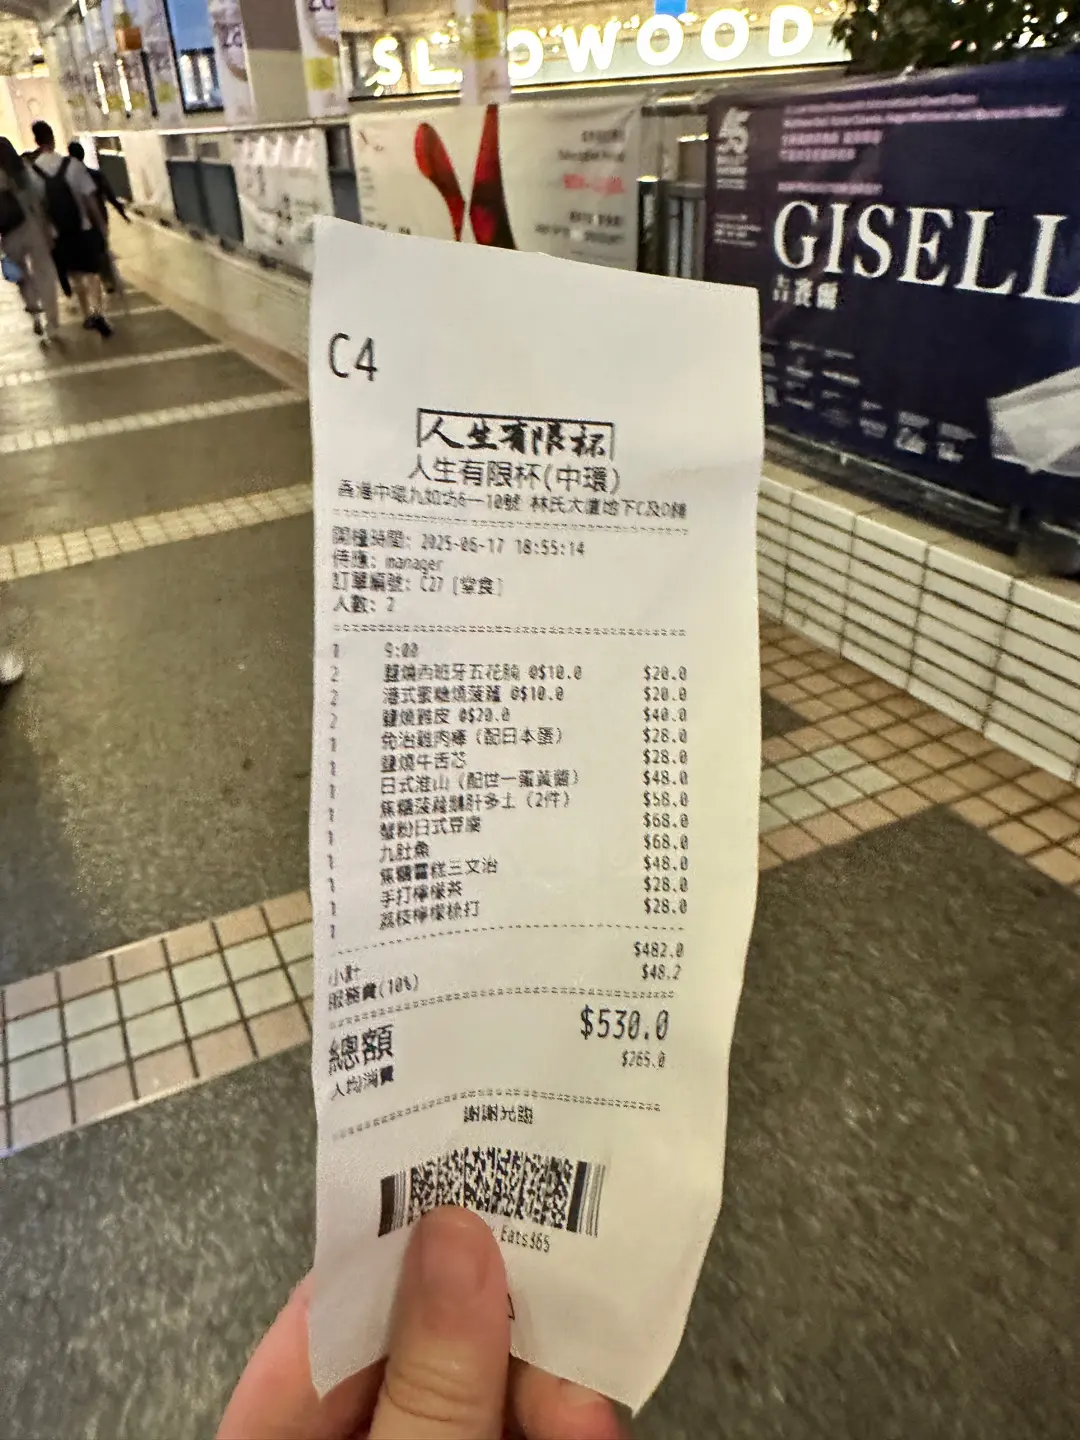 SLOWOOD
GISELL
吉賽爾
C4
人生有限杯
人生有限杯(中環)
香港中環九如坊6-10號 林氏大廈地下C及D舖
開檯時間: 2025-06-17 18:55:14
侍應: manager
訂單編號: C27 [堂食]
人數: 2
1 9:00
2 鹽燒西班牙五花腩 @$10.0 $20.0
2 港式蜜糖燒菠蘿 @$10.0 $20.0
2 鹽燒雞皮 @$20.0 $40.0
1 免治雞肉棒 (配日本蛋) $28.0
1 鹽燒牛舌芯 $28.0
1 日式淮山 (配世一蛋黃醬) $48.0
1 焦糖菠蘿鵝肝多士 (2件) $58.0
1 蟹粉日式豆腐 $68.0
1 九肚魚 $68.0
1 焦糖雪糕三文治 $48.0
1 手打檸檬茶 $28.0
1 荔枝檸檬梳打 $28.0
小計 $482.0
服務費(10%) $48.2
總額 $530.0
人均消費 $265.0
謝謝光臨
Eats365